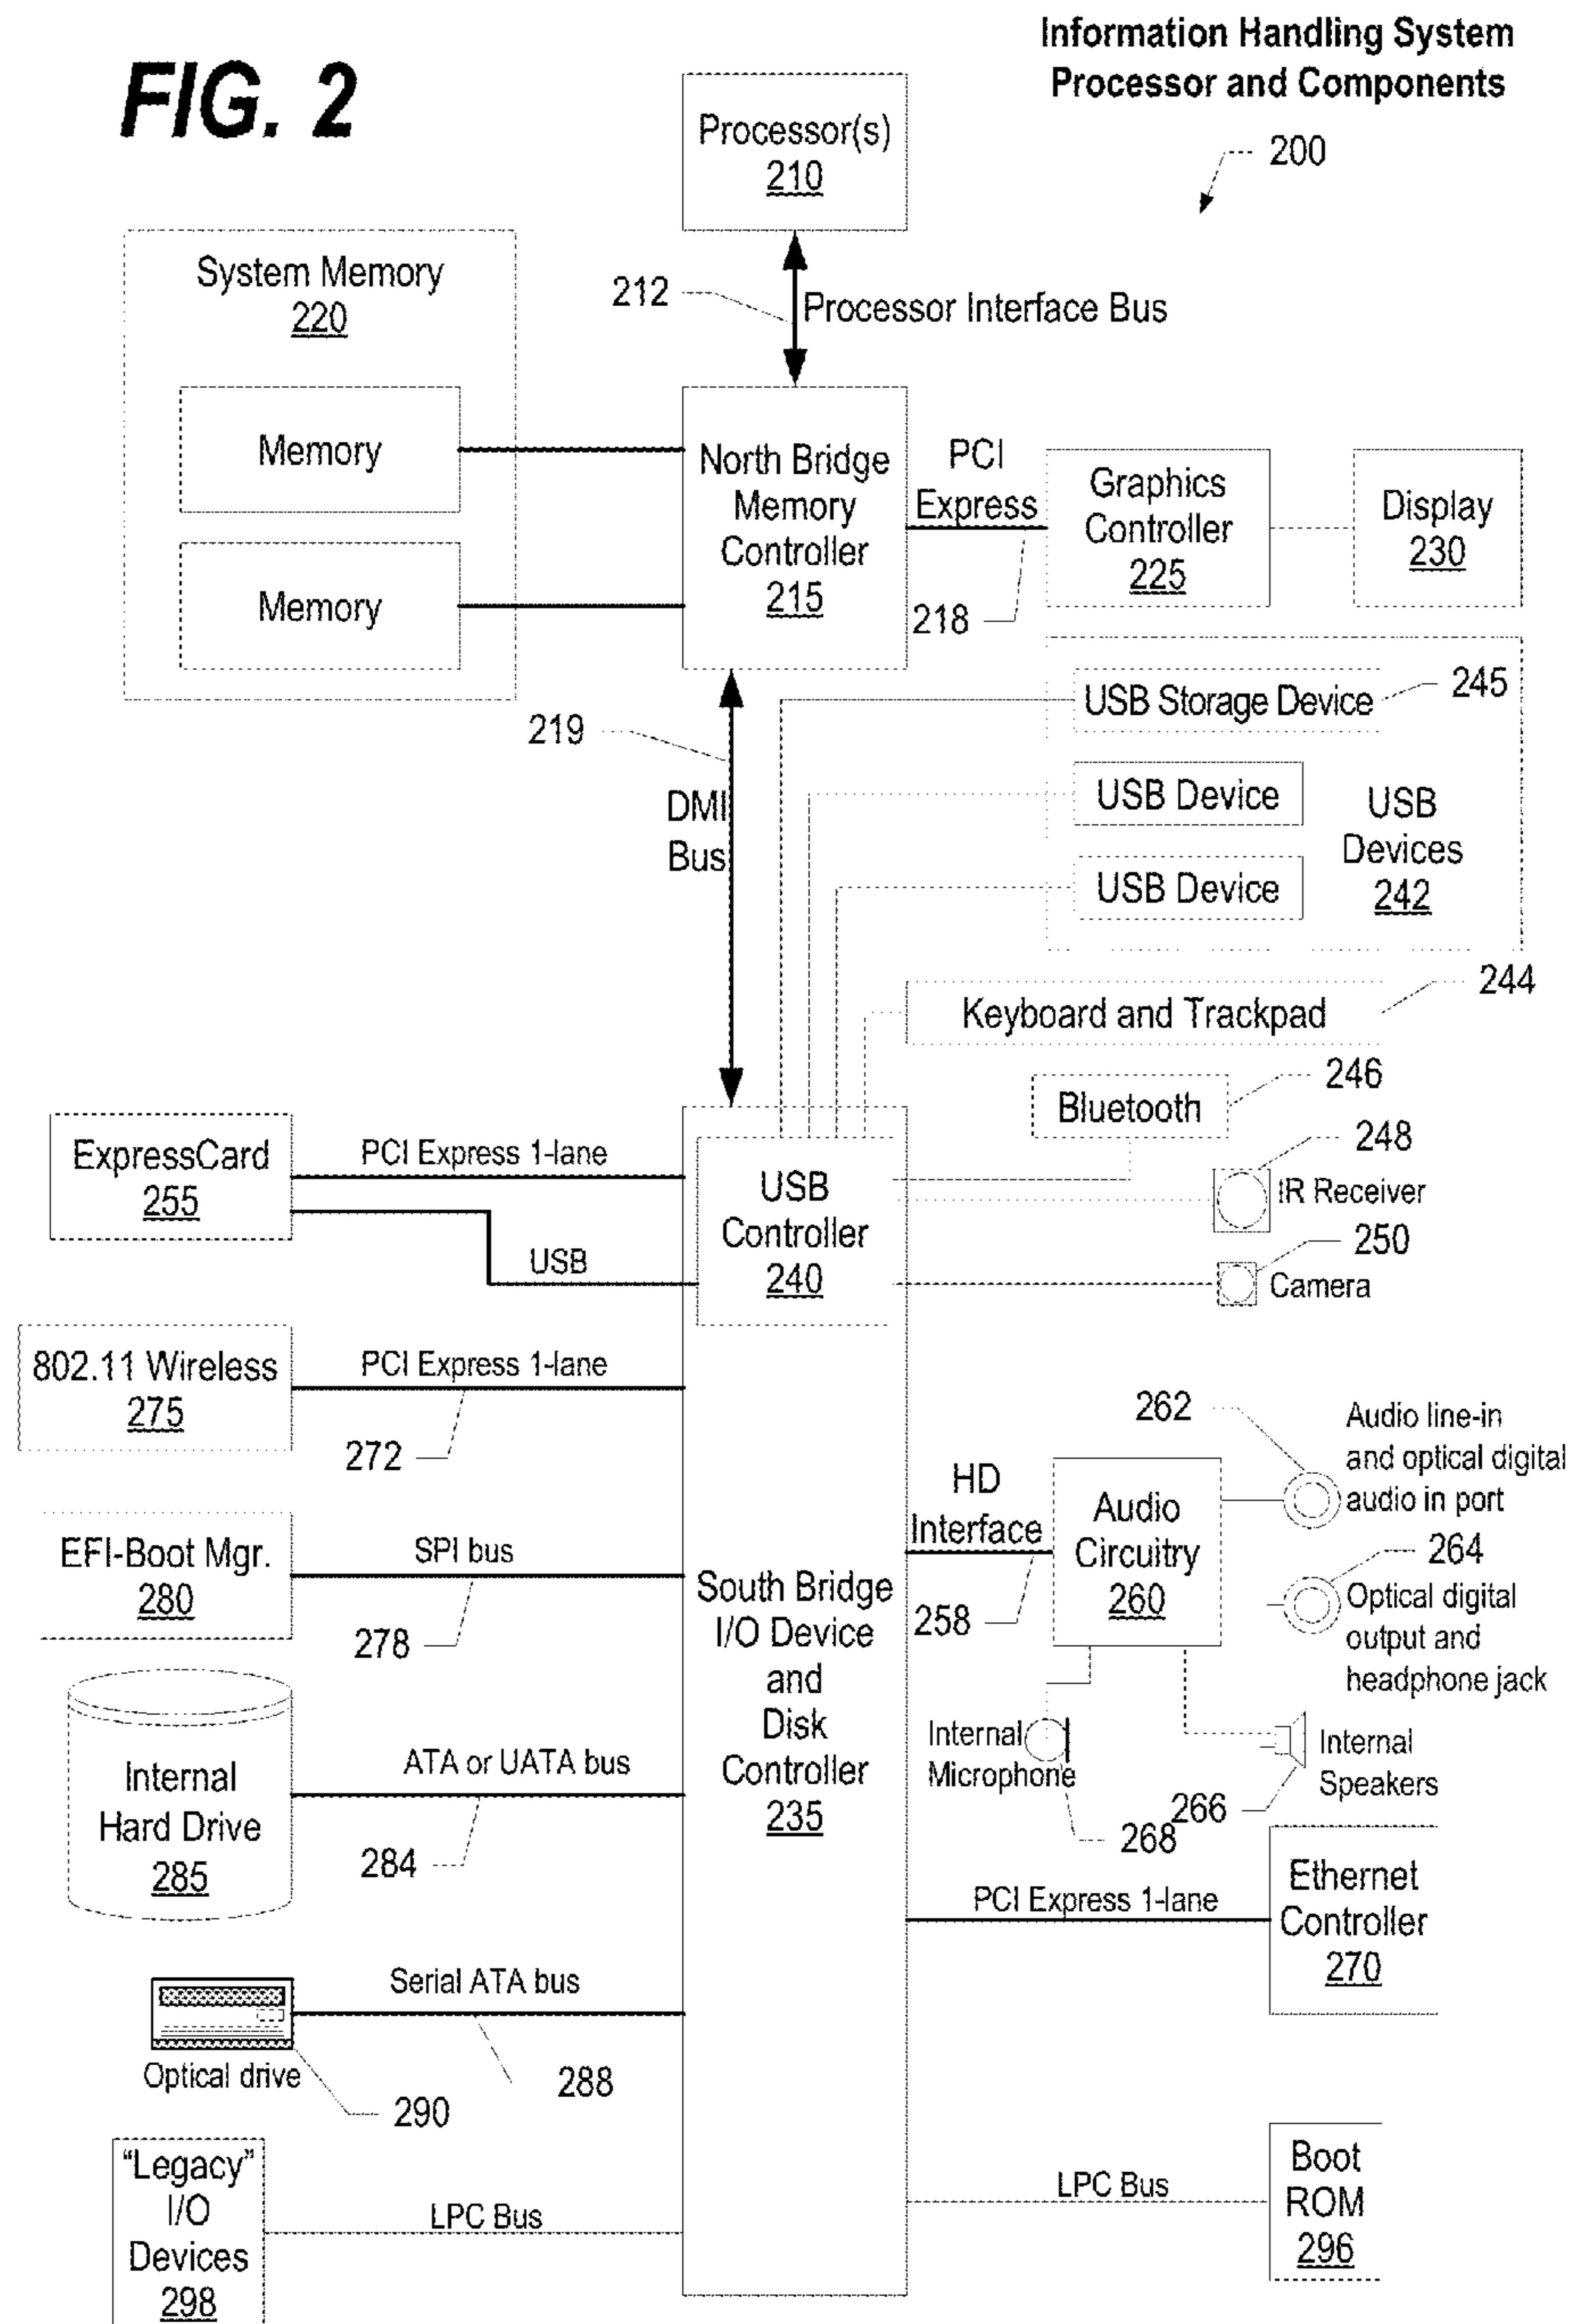 Information Handling System
Processor and Components
FIG. 2
200
Processor(s)
210
System Memory
220
212
Processor Interface Bus
Memory
Memory
North Bridge
Memory
Controller
215
PCI
Express
218
Graphics
Controller
225
Display
230
219
DMI
Bus
USB Storage Device
245
USB Device
USB Device
USB
Devices
242
244
Keyboard and Trackpad
246
Bluetooth
248
IR Receiver
250
Camera
ExpressCard
255
PCI Express 1-lane
USB
USB
Controller
240
802.11 Wireless
275
PCI Express 1-lane
272
262
Audio line-in
and optical digital
audio in port
HD
Interface
258
Audio
Circuitry
260
264
Optical digital
output and
headphone jack
EFI-Boot Mgr.
280
SPI bus
278
South Bridge
I/O Device
and
Disk
Controller
235
Internal
Microphone
268
266
Internal
Speakers
Internal
Hard Drive
285
ATA or UATA bus
284
PCI Express 1-lane
Ethernet
Controller
270
Serial ATA bus
288
Optical drive
290
"Legacy"
I/O
Devices
298
LPC Bus
LPC Bus
Boot
ROM
296